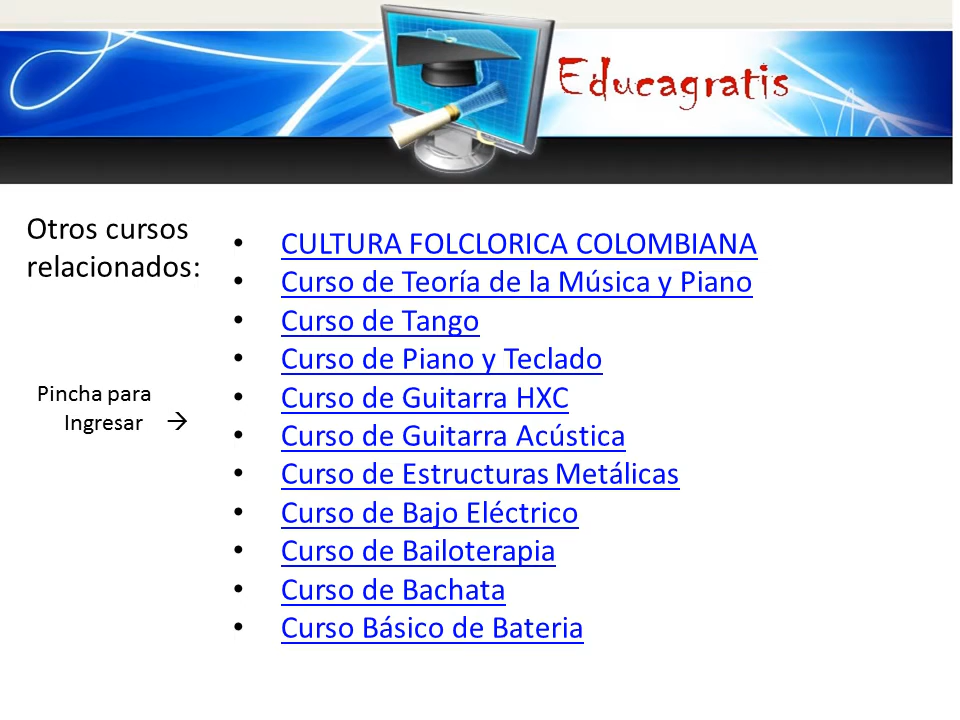 Educagratis
Otros cursos
relacionados:
Pincha para
Ingresar →
• CULTURA FOLCLORICA COLOMBIANA
• Curso de Teoría de la Música y Piano
• Curso de Tango
• Curso de Piano y Teclado
• Curso de Guitarra HXC
• Curso de Guitarra Acústica
• Curso de Estructuras Metálicas
• Curso de Bajo Eléctrico
• Curso de Bailoterapia
• Curso de Bachata
• Curso Básico de Bateria